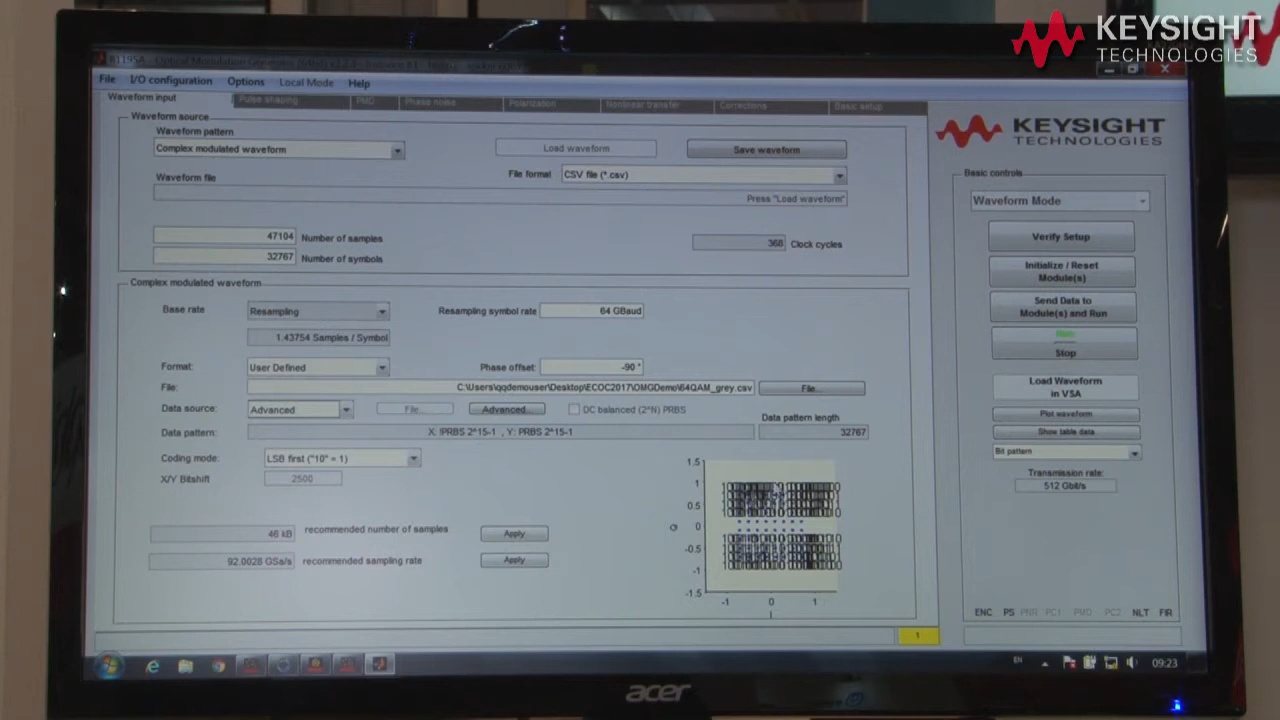 KEYSIGHT
TECHNOLOGIES
81195A
File I/O configuration Options Local Mode Help
Waveform input Pulse shaping PMD Phase noise Polarization Nonlinear transfer Corrections Basic setup
Waveform source
Waveform pattern
Complex modulated waveform
Load waveform
Save waveform
File format CSV file (*.csv)
Waveform file
Press "Load waveform"
47104 Number of samples
368 Clock cycles
32767 Number of symbols
Complex modulated waveform
Base rate Resampling
Resampling symbol rate 64 GBaud
1.43754 Samples / Symbol
Format: User Defined
Phase offset: -90 °
File: C:\Users\qqdemouser\Desktop\ECOC2017\OMGDemo\64QAM_grey.csv File...
Data source: Advanced File... Advanced... DC balanced (2^N) PRBS
Data pattern length
Data pattern: X: !PRBS 2^15-1 , Y: PRBS 2^15-1 32767
Coding mode: LSB first ("10" = 1)
X/Y Bitshift 2500
46 kB recommended number of samples Apply
92.0028 GSa/s recommended sampling rate Apply
1.5
1
0.5
0
-0.5
-1
-1.5
-1 0 1
1
KEYSIGHT
TECHNOLOGIES
Basic controls
Waveform Mode
Verify Setup
Initialize / Reset
Module(s)
Send Data to
Module(s) and Run
Stop
Load Waveform
in VSA
Plot waveform
Show table data
Bit pattern
Transmission rate:
512 Gbit/s
ENC PS PNR PC1 PMD PC2 NLT FIR
EN
09:23
acer